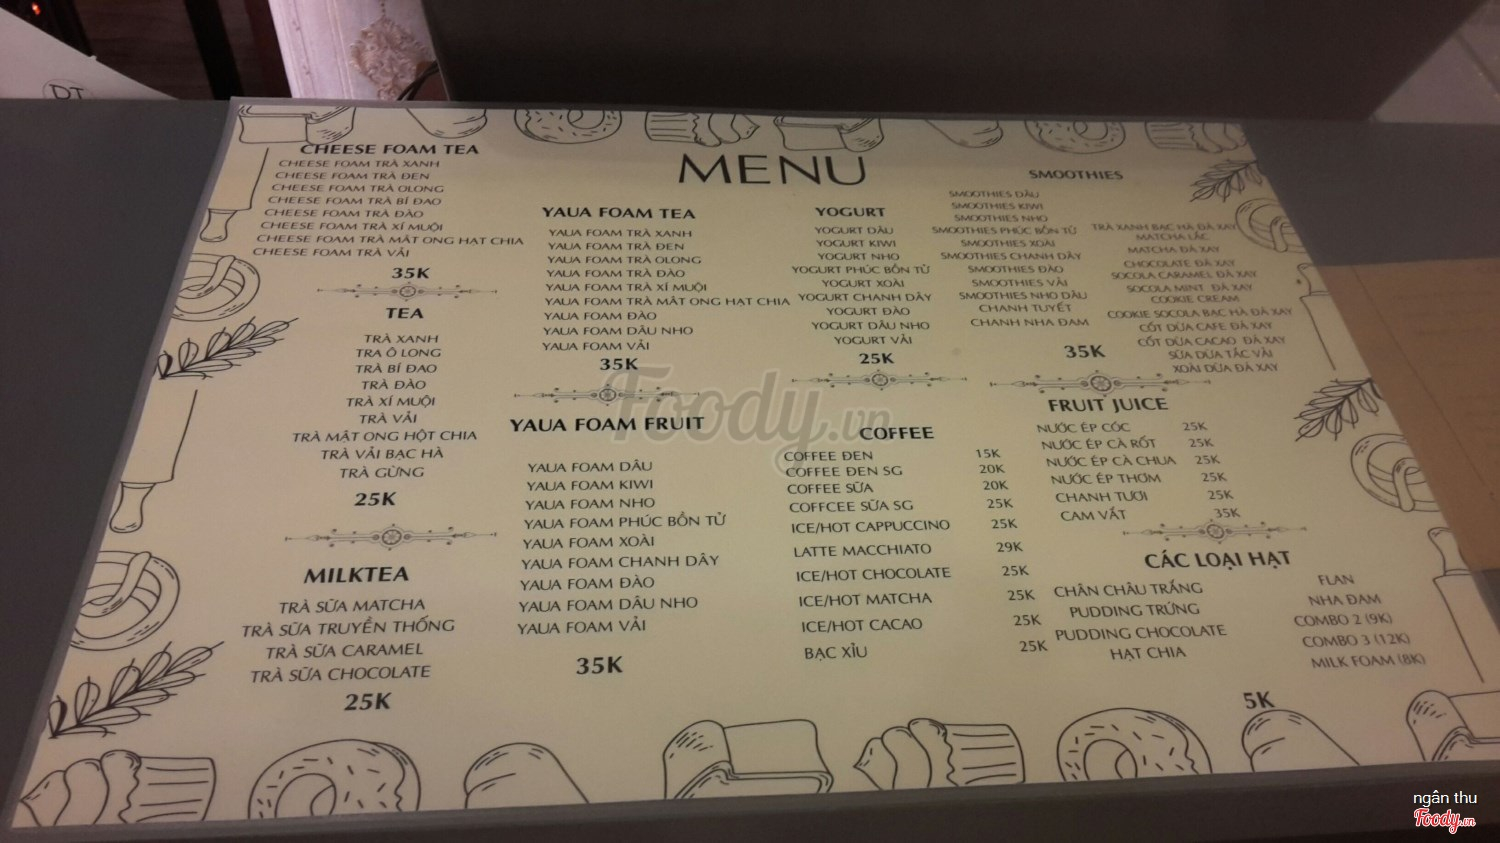 DT
MENU
CHEESE FOAM TEA
CHEESE FOAM TRÀ XANH
CHEESE FOAM TRÀ ĐEN
CHEESE FOAM TRÀ OLONG
CHEESE FOAM TRÀ BÍ ĐAO
CHEESE FOAM TRÀ ĐÀO
CHEESE FOAM TRÀ XÍ MUỘI
CHEESE FOAM TRÀ MẬT ONG HẠT CHIA
CHEESE FOAM TRÀ VẢI
35K
TEA
TRÀ XANH
TRA Ô LONG
TRÀ BÍ ĐAO
TRÀ ĐÀO
TRÀ XÍ MUỘI
TRÀ VẢI
TRÀ MẬT ONG HỘT CHIA
TRÀ VẢI BẠC HÀ
TRÀ GỪNG
25K
MILKTEA
TRÀ SỮA MATCHA
TRÀ SỮA TRUYỀN THỐNG
TRÀ SỮA CARAMEL
TRÀ SỮA CHOCOLATE
25K
YAUA FOAM TEA
YAUA FOAM TRÀ XANH
YAUA FOAM TRÀ ĐEN
YAUA FOAM TRÀ OLONG
YAUA FOAM TRÀ ĐÀO
YAUA FOAM TRÀ XÍ MUỘI
YAUA FOAM TRÀ MẬT ONG HẠT CHIA
YAUA FOAM ĐÀO
YAUA FOAM DÂU NHO
YAUA FOAM VẢI
35K
YAUA FOAM FRUIT
YAUA FOAM DÂU
YAUA FOAM KIWI
YAUA FOAM NHO
YAUA FOAM PHÚC BỒN TỬ
YAUA FOAM XOÀI
YAUA FOAM CHANH DÂY
YAUA FOAM ĐÀO
YAUA FOAM DÂU NHO
YAUA FOAM VẢI
35K
YOGURT
YOGURT DÂU
YOGURT KIWI
YOGURT NHO
YOGURT PHÚC BỒN TỬ
YOGURT XOÀI
YOGURT CHANH DÂY
YOGURT ĐÀO
YOGURT DÂU NHO
YOGURT VẢI
25K
COFFEE
COFFEE ĐEN 15K
COFFEE ĐEN SG 20K
COFFEE SỮA 20K
COFFCEE SỮA SG 25K
ICE/HOT CAPPUCCINO 25K
LATTE MACCHIATO 29K
ICE/HOT CHOCOLATE 25K
ICE/HOT MATCHA 25K
ICE/HOT CACAO 25K
BẠC XỈU 25K
SMOOTHIES
SMOOTHIES DÂU
SMOOTHIES KIWI
SMOOTHIES NHO
SMOOTHIES PHÚC BỒN TỬ
SMOOTHIES XOÀI
SMOOTHIES CHANH DÂY
SMOOTHIES ĐÀO
SMOOTHIES VẢI
SMOOTHIES NHO DÂU
CHANH TUYẾT
CHANH NHA ĐAM
TRÀ XANH BẠC HÀ ĐÁ XAY
MATCHA LẮC
MATCHA ĐÁ XAY
CHOCOLATE ĐÁ XAY
SOCOLA CARAMEL ĐÁ XAY
SOCOLA MINT ĐÁ XAY
COOKIE CREAM
COOKIE SOCOLA BẠC HÀ ĐÁ XAY
CỐT DỪA CAFE ĐÁ XAY
CỐT DỪA CACAO ĐÁ XAY
SỮA DỪA TẮC VẢI
XOÀI DỪA ĐÁ XAY
35K
FRUIT JUICE
NƯỚC ÉP CÓC 25K
NƯỚC ÉP CÀ RỐT 25K
NƯỚC ÉP CÀ CHUA 25K
NƯỚC ÉP THƠM 25K
CHANH TƯƠI 25K
CAM VẮT 35K
CÁC LOẠI HẠT
CHÂN CHÂU TRẮNG
PUDDING TRỨNG
PUDDING CHOCOLATE
HẠT CHIA
FLAN
NHA ĐAM
COMBO 2 (9K)
COMBO 3 (12K)
MILK FOAM (8K)
5K
Foody.vn
ngân thu
Foody.vn